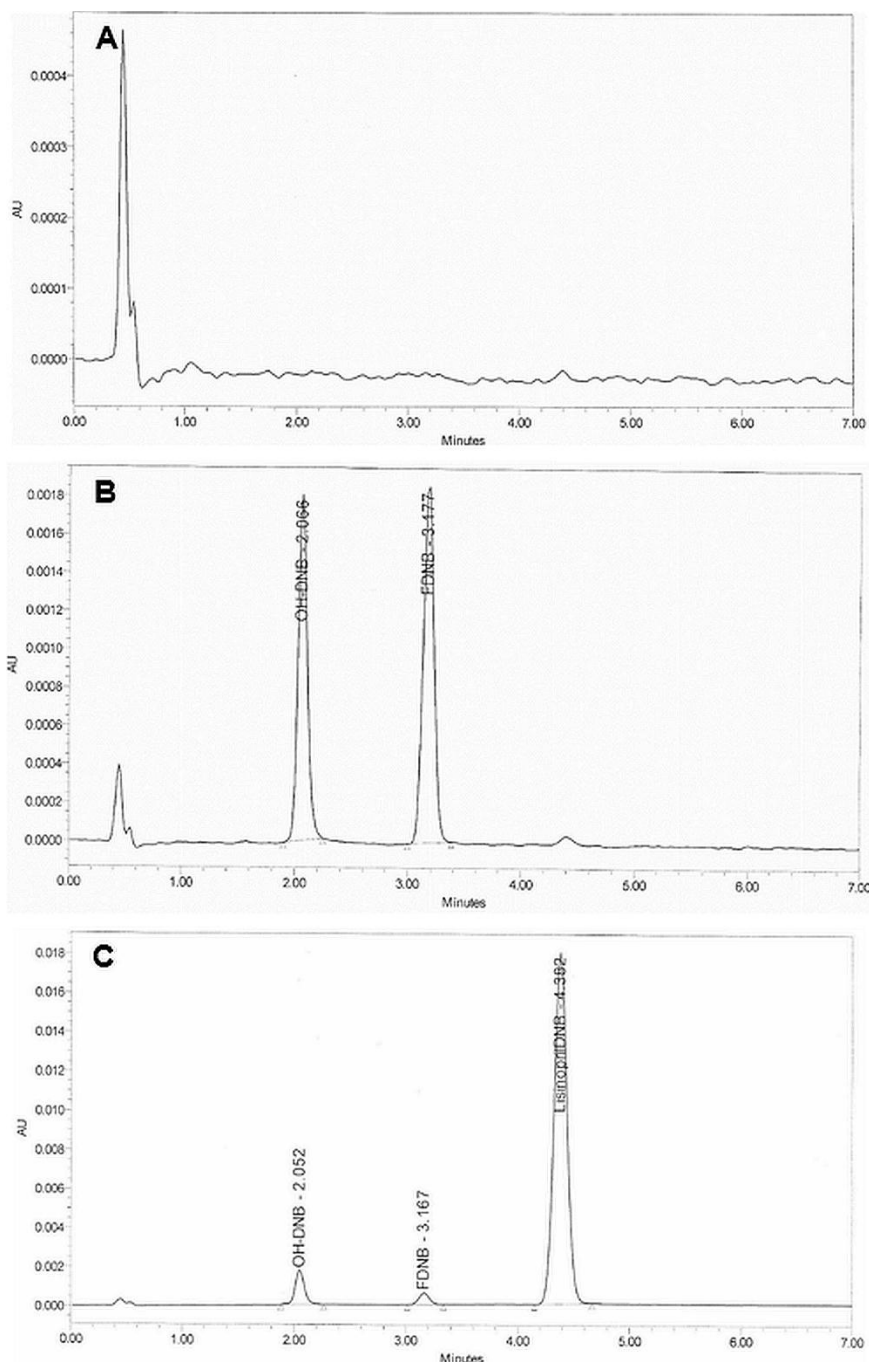 A
AU
0.0004
0.0003
0.0002
0.0001
0.0000
0.00 1.00 2.00 3.00 4.00 5.00 6.00 7.00
Minutes
B
AU
0.0018
0.0016
0.0014
0.0012
0.0010
0.0008
0.0006
0.0004
0.0002
0.0000
OH-DNB - 2.066
FDNB - 3.177
0.00 1.00 2.00 3.00 4.00 5.00 6.00 7.00
Minutes
C
AU
0.018
0.016
0.014
0.012
0.010
0.008
0.006
0.004
0.002
0.000
OH-DNB - 2.052
FDNB - 3.167
LisinoprilDNB - 4.382
0.00 1.00 2.00 3.00 4.00 5.00 6.00 7.00
Minutes